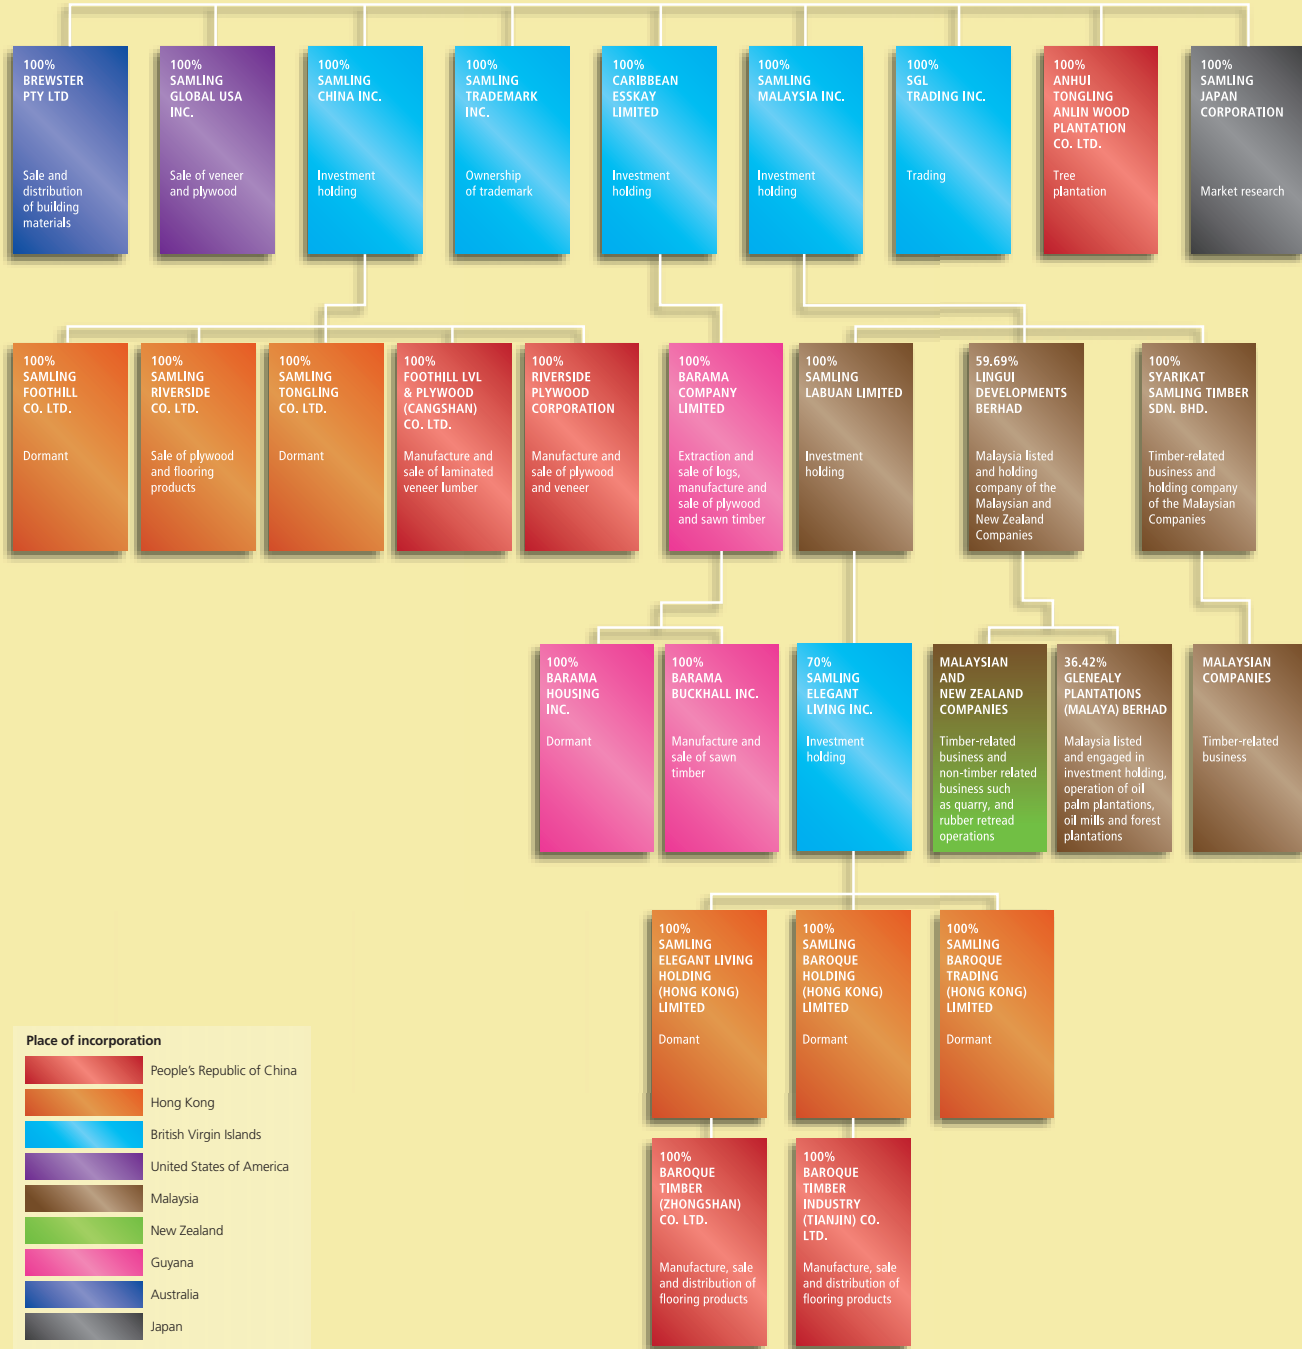 100%
BREWSTER
PTY LTD
Sale and
distribution
of building
materials
100%
SAMLING
GLOBAL USA
INC.
Sale of veneer
and plywood
100%
SAMLING
CHINA INC.
Investment
holding
100%
SAMLING
TRADEMARK
INC.
Ownership
of trademark
100%
CARIBBEAN
ESSKAY
LIMITED
Investment
holding
100%
SAMLING
MALAYSIA INC.
Investment
holding
100%
SGL
TRADING INC.
Trading
100%
ANHUI
TONGLING
ANLIN WOOD
PLANTATION
CO. LTD.
Tree
plantation
100%
SAMLING
JAPAN
CORPORATION
Market research
100%
SAMLING
FOOTHILL
CO. LTD.
Dormant
100%
SAMLING
RIVERSIDE
CO. LTD.
Sale of plywood
and flooring
products
100%
SAMLING
TONGLING
CO. LTD.
Dormant
100%
FOOTHILL LVL
& PLYWOOD
(CANGSHAN)
CO. LTD.
Manufacture and
sale of laminated
veneer lumber
100%
RIVERSIDE
PLYWOOD
CORPORATION
Manufacture and
sale of plywood
and veneer
100%
BARAMA
COMPANY
LIMITED
Extraction and
sale of logs,
manufacture and
sale of plywood
and sawn timber
100%
SAMLING
LABUAN LIMITED
Investment
holding
59.69%
LINGUI
DEVELOPMENTS
BERHAD
Malaysia listed
and holding
company of the
Malaysian and
New Zealand
Companies
100%
SYARIKAT
SAMLING TIMBER
SDN. BHD.
Timber-related
business and
holding company
of the Malaysian
Companies
100%
BARAMA
HOUSING
INC.
Dormant
100%
BARAMA
BUCKHALL INC.
Manufacture and
sale of sawn
timber
70%
SAMLING
ELEGANT
LIVING INC.
Investment
holding
MALAYSIAN
AND
NEW ZEALAND
COMPANIES
Timber-related
business and
non-timber related
business such
as quarry, and
rubber retread
operations
36.42%
GLENEALY
PLANTATIONS
(MALAYA) BERHAD
Malaysia listed
and engaged in
investment holding,
operation of oil
palm plantations,
oil mills and forest
plantations
MALAYSIAN
COMPANIES
Timber-related
business
100%
SAMLING
ELEGANT LIVING
HOLDING
(HONG KONG)
LIMITED
Domant
100%
SAMLING
BAROQUE
HOLDING
(HONG KONG)
LIMITED
Dormant
100%
SAMLING
BAROQUE
TRADING
(HONG KONG)
LIMITED
Dormant
100%
BAROQUE
TIMBER
(ZHONGSHAN)
CO. LTD.
Manufacture, sale
and distribution of
flooring products
100%
BAROQUE
TIMBER
INDUSTRY
(TIANJIN) CO.
LTD.
Manufacture, sale
and distribution of
flooring products
Place of incorporation
People's Republic of China
Hong Kong
British Virgin Islands
United States of America
Malaysia
New Zealand
Guyana
Australia
Japan